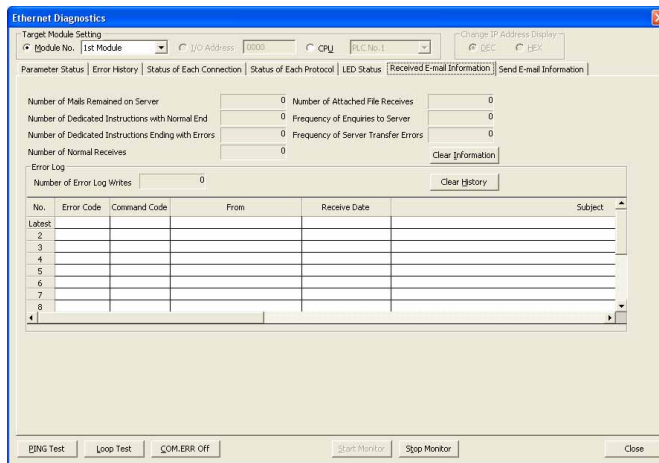 Ethernet Diagnostics
Target Module Setting
Module No. 1st Module I/O Address 0000 CPU PLC No.1
Change IP Address Display
DEC HEX
Parameter Status Error History Status of Each Connection Status of Each Protocol LED Status Received E-mail Information Send E-mail Information
Number of Mails Remained on Server 0 Number of Attached File Receives 0
Number of Dedicated Instructions with Normal End 0 Frequency of Enquiries to Server 0
Number of Dedicated Instructions Ending with Errors 0 Frequency of Server Transfer Errors 0
Number of Normal Receives 0 Clear Information
Error Log
Number of Error Log Writes 0 Clear History
No. Error Code Command Code From Receive Date Subject
Latest
2
3
4
5
6
7
8
PING Test Loop Test COM.ERR Off Start Monitor Stop Monitor Close